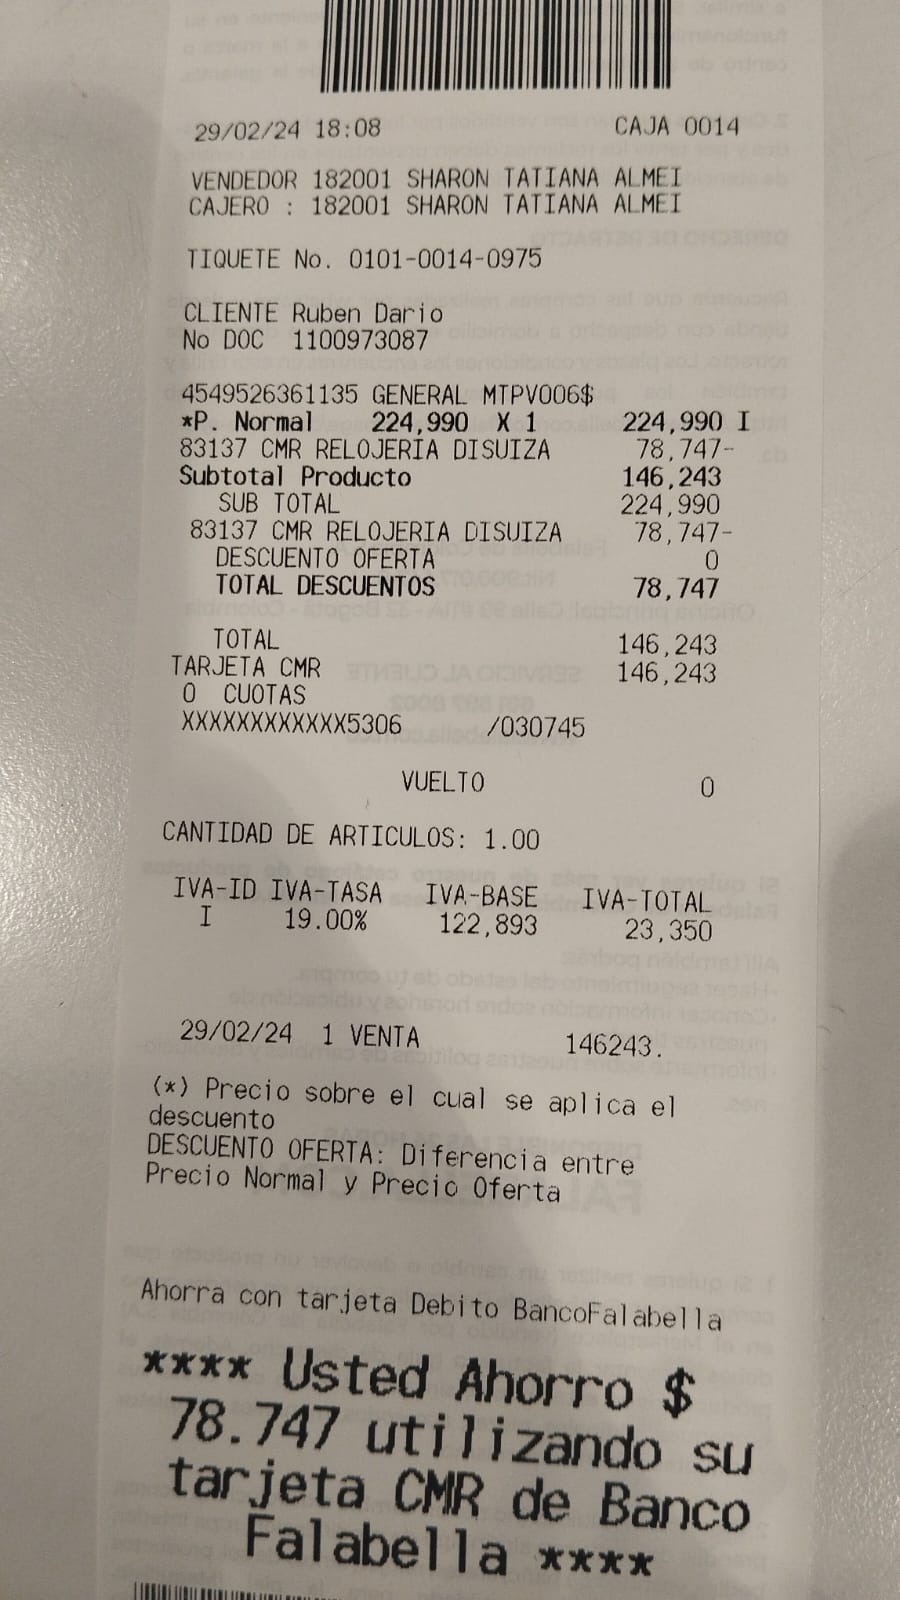 29/02/24 18:08 CAJA 0014
VENDEDOR 182001 SHARON TATIANA ALMEI
CAJERO : 182001 SHARON TATIANA ALMEI
TIQUETE No. 0101-0014-0975
CLIENTE Ruben Dario
No DOC 1100973087
4549526361135 GENERAL MTPV006$
*P. Normal 224,990 X 1 224,990 I
83137 CMR RELOJERIA DISUIZA 78,747-
Subtotal Producto 146,243
SUB TOTAL 224,990
83137 CMR RELOJERIA DISUIZA 78,747-
DESCUENTO OFERTA 0
TOTAL DESCUENTOS 78,747
TOTAL 146,243
TARJETA CMR 146,243
0 CUOTAS
XXXXXXXXXXXX5306 /030745
VUELTO 0
CANTIDAD DE ARTICULOS: 1.00
IVA-ID IVA-TASA IVA-BASE IVA-TOTAL
I 19.00% 122,893 23,350
29/02/24 1 VENTA 146243.
(*) Precio sobre el cual se aplica el
descuento
DESCUENTO OFERTA: Diferencia entre
Precio Normal y Precio Oferta
Ahorra con tarjeta Debito BancoFalabella
**** Usted Ahorro $
78.747 utilizando su
tarjeta CMR de Banco
Falabella ****